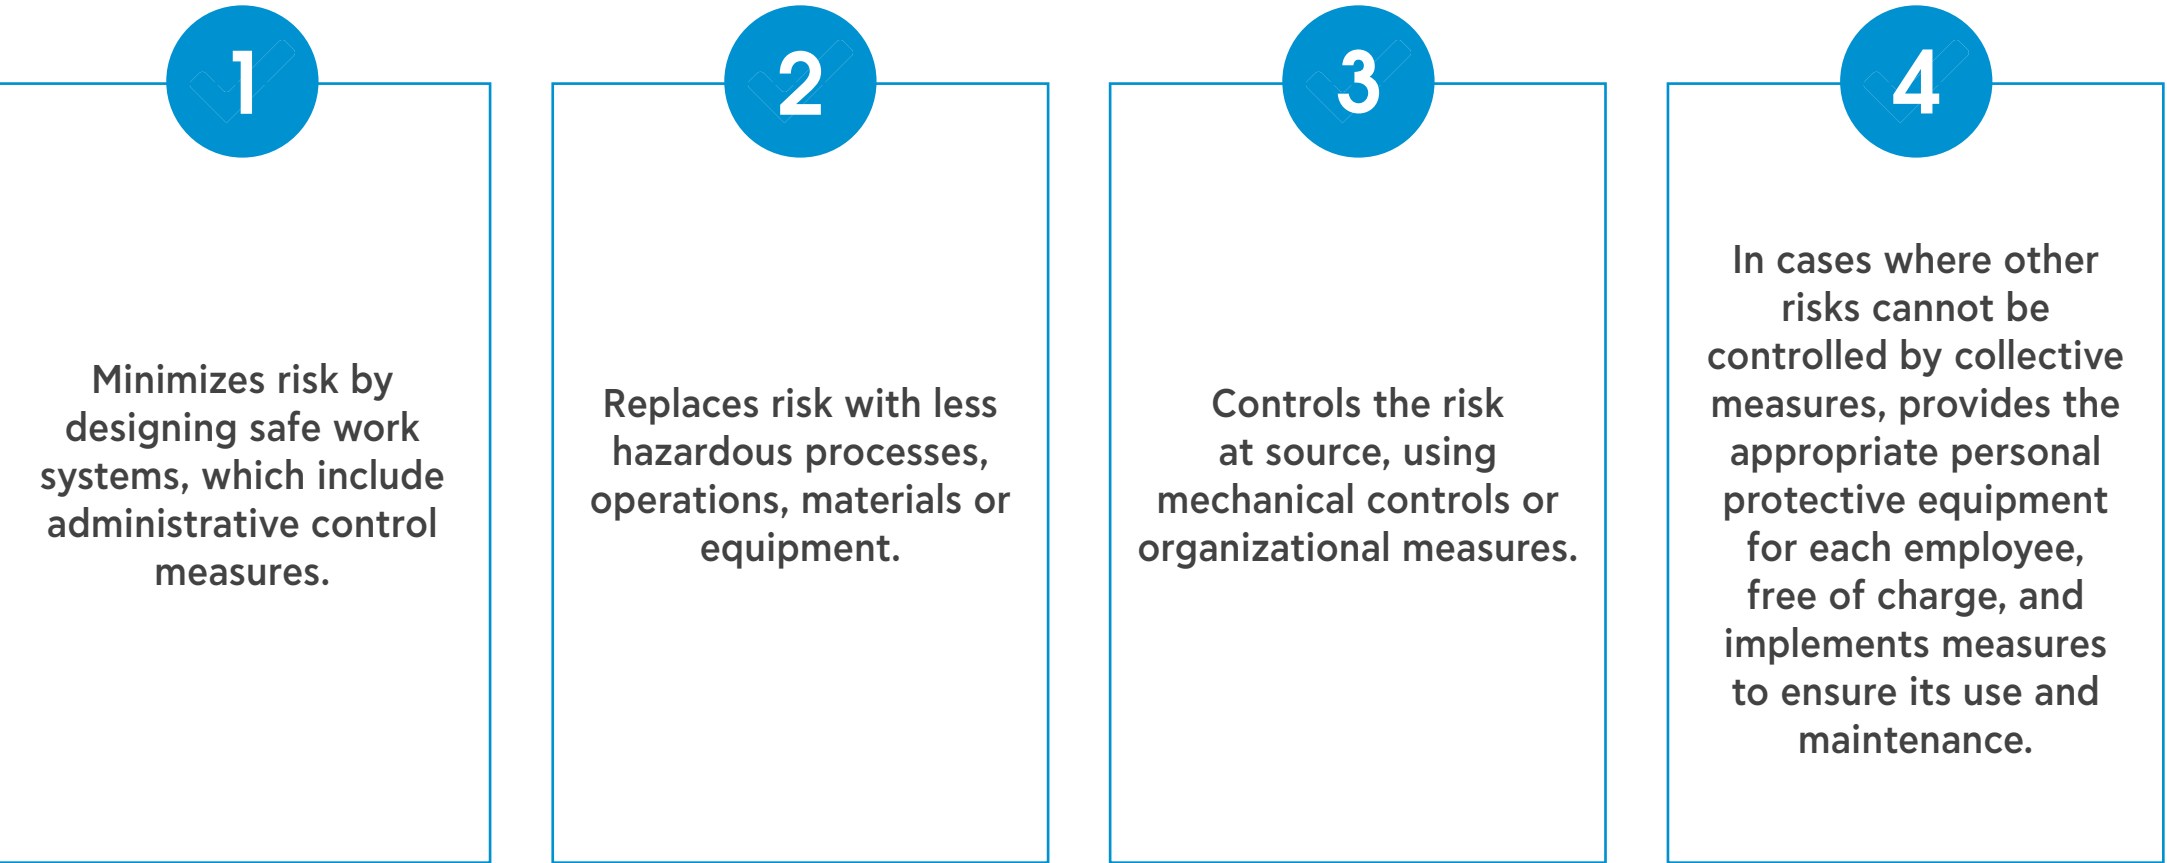 1
Minimizes risk by
designing safe work
systems, which include
administrative control
measures.
2
Replaces risk with less
hazardous processes,
operations, materials or
equipment.
3
Controls the risk
at source, using
mechanical controls or
organizational measures.
4
In cases where other
risks cannot be
controlled by collective
measures, provides the
appropriate personal
protective equipment
for each employee,
free of charge, and
implements measures
to ensure its use and
maintenance.